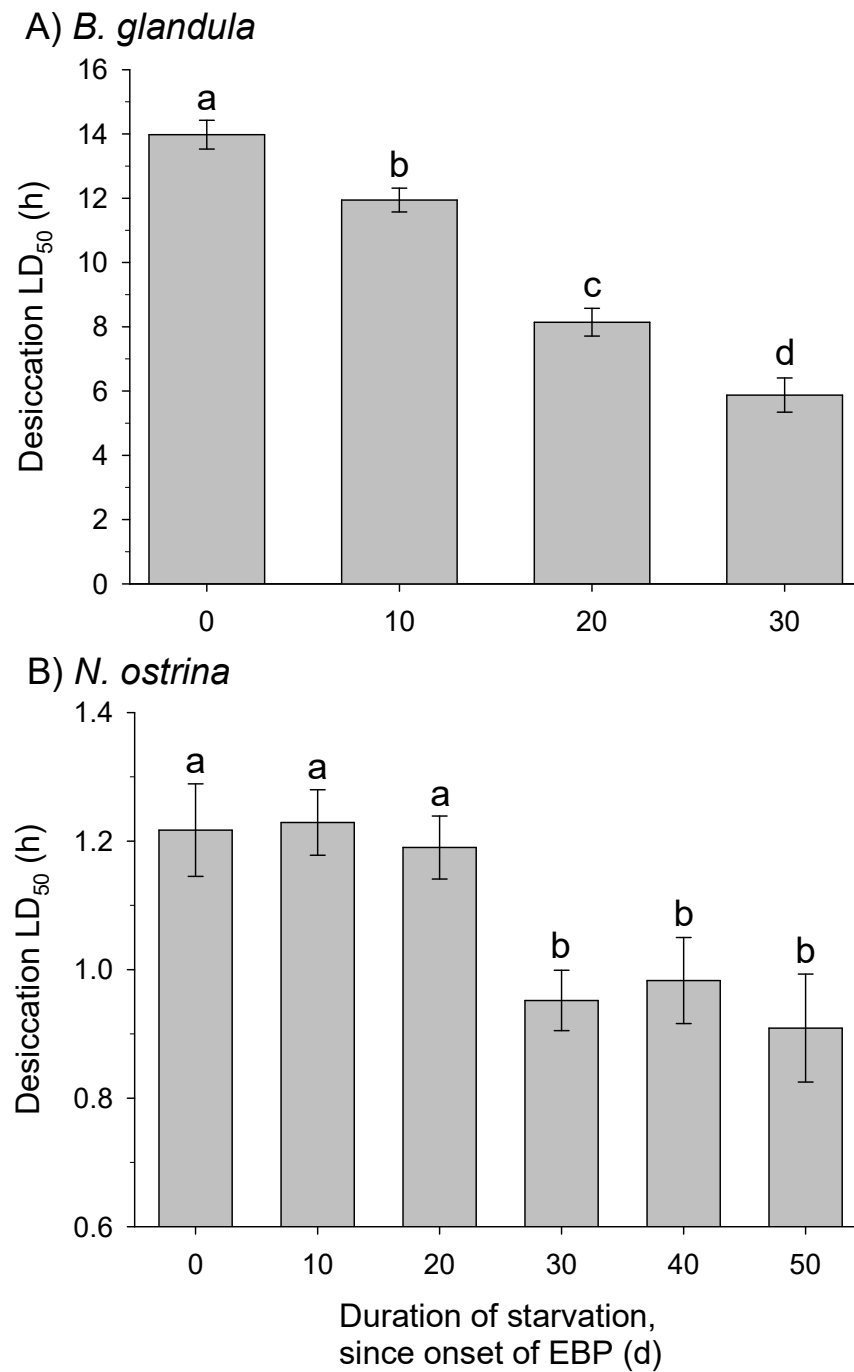 A) B. glandula
16
14
12
10
8
6
4
2
0
Desiccation LD₅₀ (h)
a
b
c
d
0 10 20 30
B) N. ostrina
1.4
1.2
1.0
0.8
0.6
Desiccation LD₅₀ (h)
a
a
a
b
b
b
0 10 20 30 40 50
Duration of starvation,
since onset of EBP (d)